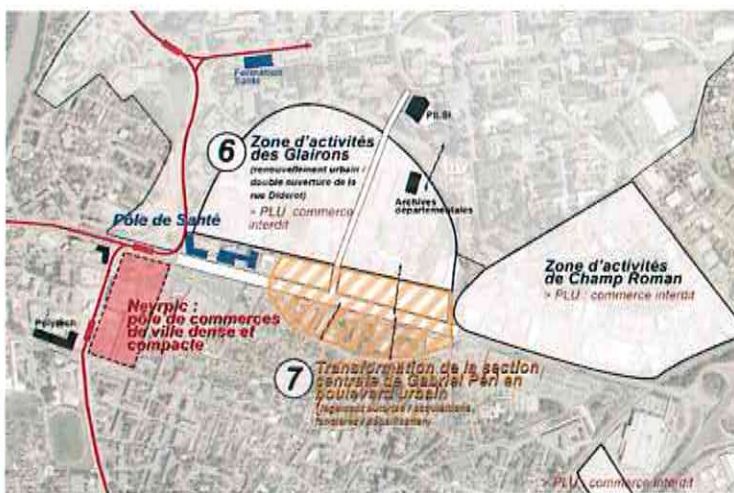 Formation
Santé
PILSI
6
Zone d'activités
des Glairons
(renouvellement urbain /
double ouverture de la
rue Diderot)
> PLU : commerce
interdit
Archives
départementales
Pôle de Santé
Zone d'activités
de Champ Roman
> PLU : commerce interdit
Neyrpic :
pôle de commerces
de ville dense et
compacte
Polytech
7
Transformation de la section
centrale de Gabriel Péri en
boulevard urbain
> PLU : commerce interdit